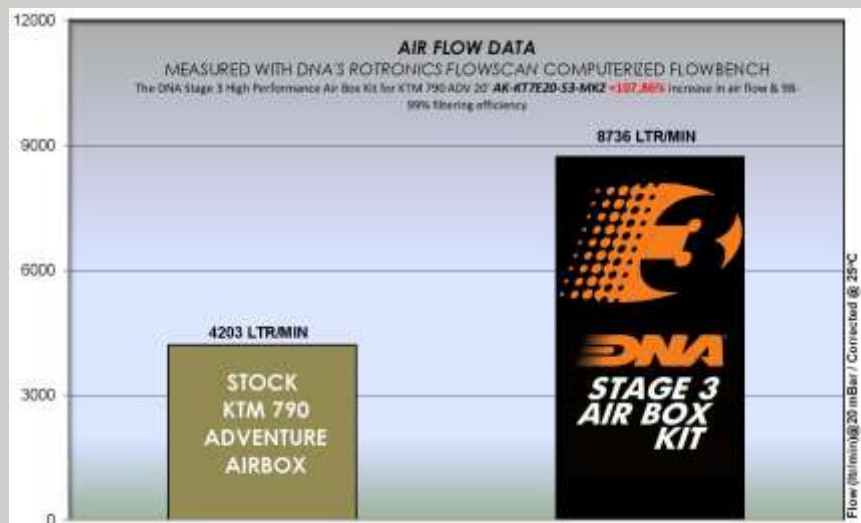 12000
AIR FLOW DATA
MEASURED WITH DNA'S ROTRONICS FLOWSCAN COMPUTERIZED FLOWBENCH
The DNA Stage 3 High Performance Air Box Kit for KTM 790 ADV 20' AK-KT7E20-S3-MK2 +107,86% increase in air flow & 98-
99% filtering efficiency
8736 LTR/MIN
9000
6000
3
4203 LTR/MIN
DNA
STAGE 3
AIR BOX
KIT
STOCK
KTM 790
ADVENTURE
AIRBOX
3000
0
Flow (lts/min)@20 mBar / Corrected @ 25°C